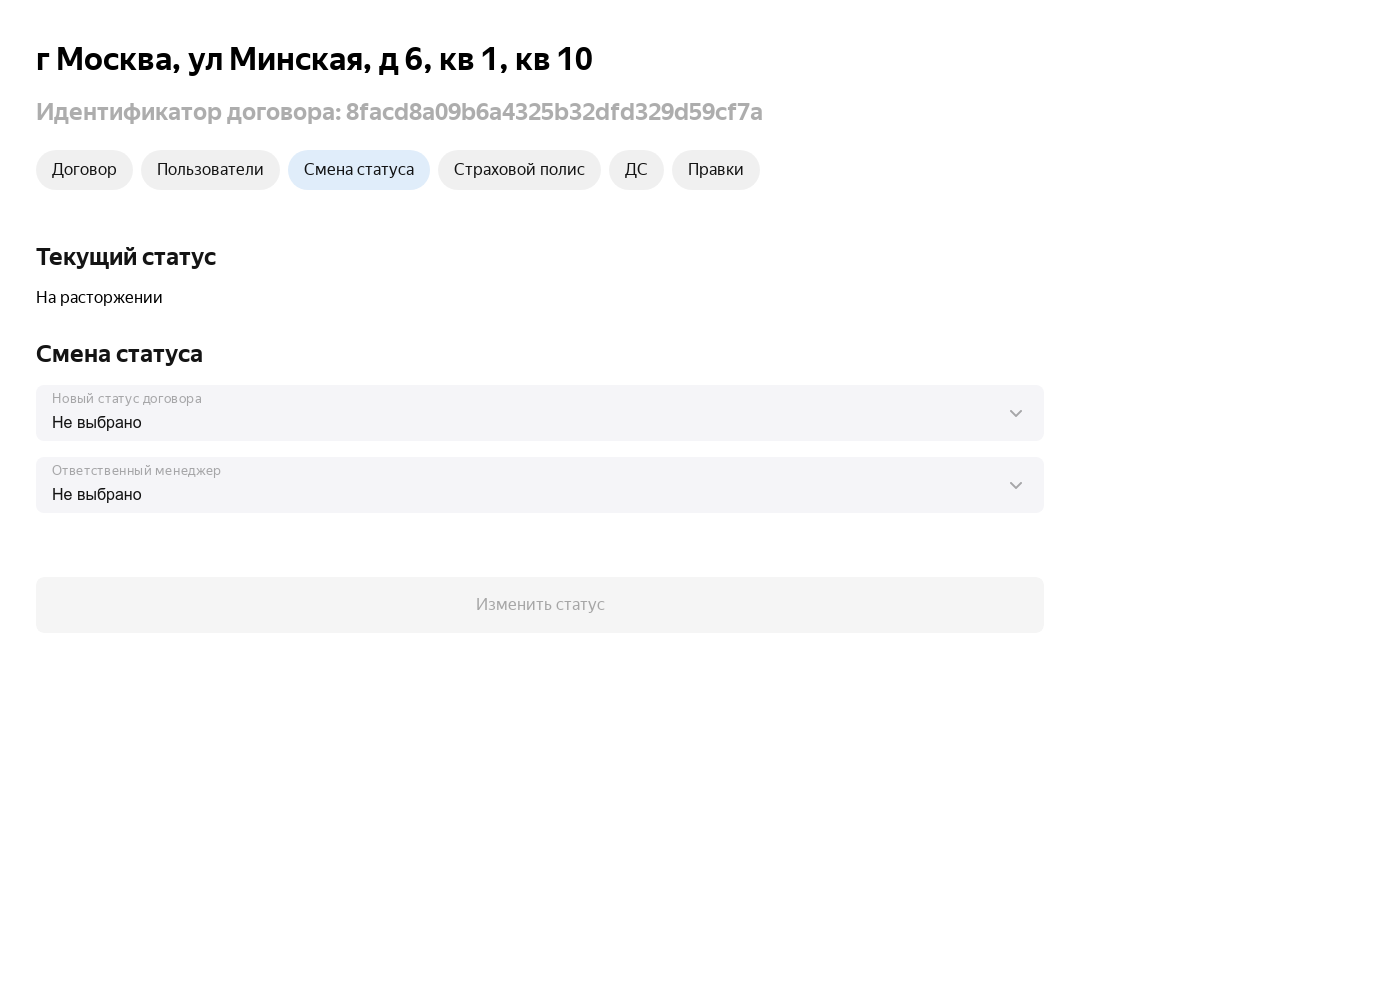 г Москва, ул Минская, д 6, кв 1, кв 10
Идентификатор договора: 8facd8a09b6a4325b32dfd329d59cf7a
Договор Пользователи Смена статуса Страховой полис ДС Правки
Текущий статус
На расторжении
Смена статуса
Новый статус договора
Не выбрано
Ответственный менеджер
Не выбрано
Изменить статус